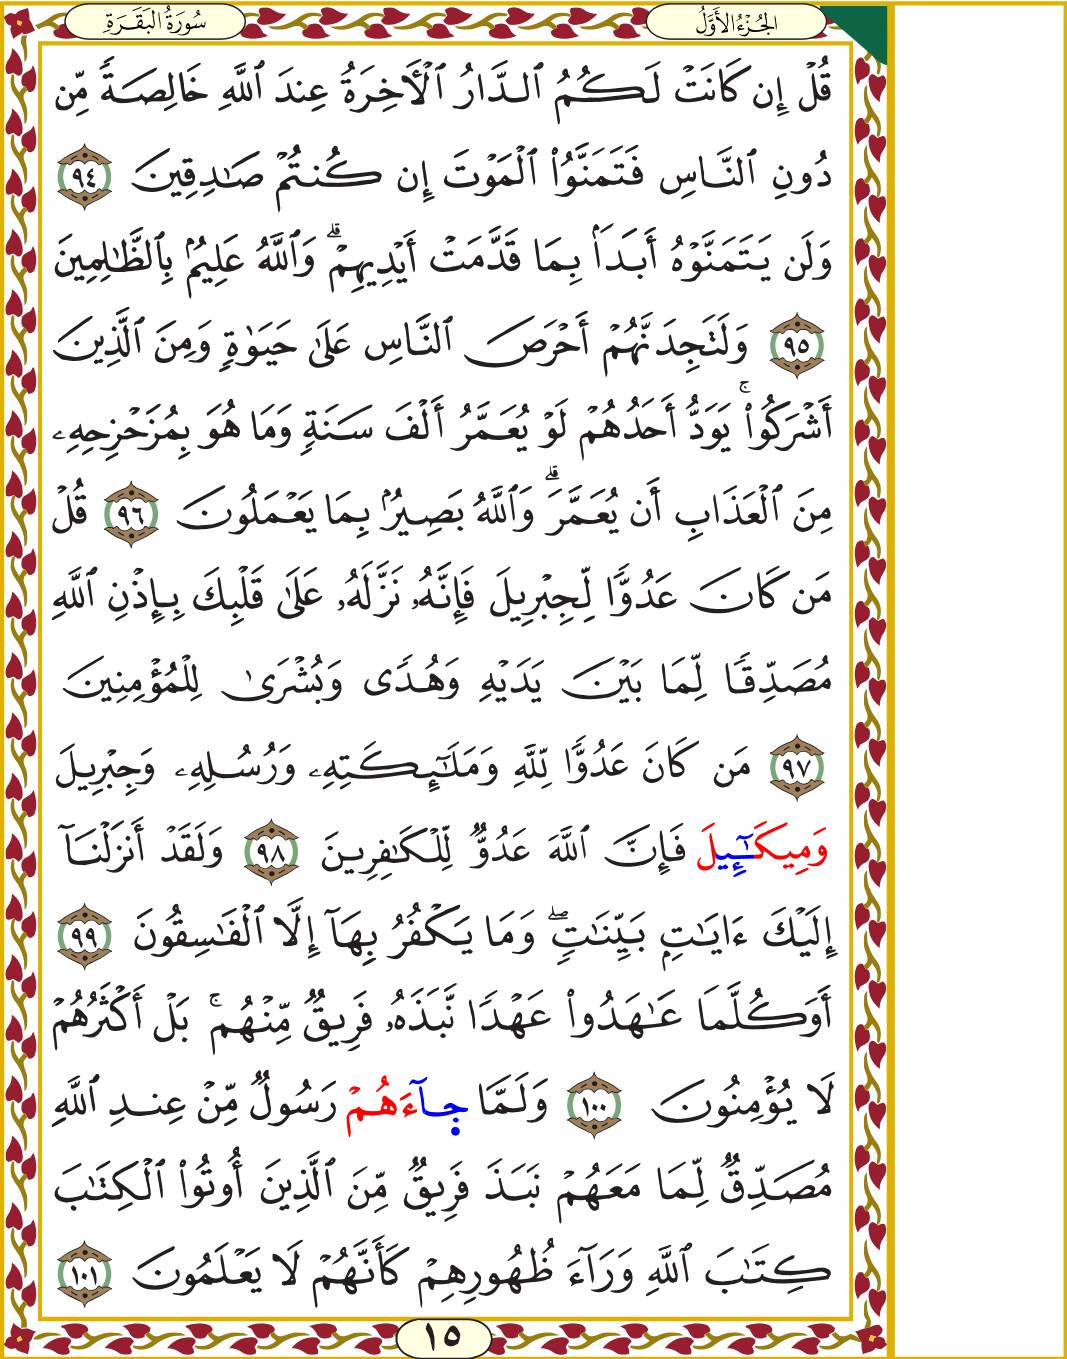 الجُزْءُ الأَوَّلُ
سُورَةُ البَقَرَةِ
قُلۡ إِن كَانَتۡ لَكُمُ ٱلدَّارُ ٱلۡأٓخِرَةُ عِندَ ٱللَّهِ خَالِصَةٗ مِّن
دُونِ ٱلنَّاسِ فَتَمَنَّوُاْ ٱلۡمَوۡتَ إِن كُنتُمۡ صَٰدِقِينَ ٩٤
وَلَن يَتَمَنَّوۡهُ أَبَدَۢا بِمَا قَدَّمَتۡ أَيۡدِيهِمۡۚ وَٱللَّهُ عَلِيمُۢ بِٱلظَّٰلِمِينَ
٩٥ وَلَتَجِدَنَّهُمۡ أَحۡرَصَ ٱلنَّاسِ عَلَىٰ حَيَوٰةٖ وَمِنَ ٱلَّذِينَ
أَشۡرَكُواْۚ يَوَدُّ أَحَدُهُمۡ لَوۡ يُعَمَّرُ أَلۡفَ سَنَةٖ وَمَا هُوَ بِمُزَحۡزِحِهِۦ
مِنَ ٱلۡعَذَابِ أَن يُعَمَّرَۗ وَٱللَّهُ بَصِيرُۢ بِمَا يَعۡمَلُونَ ٩٦ قُلۡ
مَن كَانَ عَدُوّٗا لِّجِبۡرِيلَ فَإِنَّهُۥ نَزَّلَهُۥ عَلَىٰ قَلۡبِكَ بِإِذۡنِ ٱللَّهِ
مُصَدِّقٗا لِّمَا بَيۡنَ يَدَيۡهِ وَهُدٗى وَبُشۡرَىٰ لِلۡمُؤۡمِنِينَ
٩٧ مَن كَانَ عَدُوّٗا لِّلَّهِ وَمَلَٰٓئِكَتِهِۦ وَرُسُلِهِۦ وَجِبۡرِيلَ
وَمِيكَٰٓئِيلَ فَإِنَّ ٱللَّهَ عَدُوّٞ لِّلۡكَٰفِرِينَ ٩٨ وَلَقَدۡ أَنزَلۡنَآ
إِلَيۡكَ ءَايَٰتِۭ بَيِّنَٰتٖۖ وَمَا يَكۡفُرُ بِهَآ إِلَّا ٱلۡفَٰسِقُونَ ٩٩
أَوَكُلَّمَا عَٰهَدُواْ عَهۡدٗا نَّبَذَهُۥ فَرِيقٞ مِّنۡهُمۚ بَلۡ أَكۡثَرُهُمۡ
لَا يُؤۡمِنُونَ ١٠٠ وَلَمَّا جَآءَهُمۡ رَسُولٞ مِّنۡ عِندِ ٱللَّهِ
مُصَدِّقٞ لِّمَا مَعَهُمۡ نَبَذَ فَرِيقٞ مِّنَ ٱلَّذِينَ أُوتُواْ ٱلۡكِتَٰبَ
كِتَٰبَ ٱللَّهِ وَرَآءَ ظُهُورِهِمۡ كَأَنَّهُمۡ لَا يَعۡلَمُونَ ١٠١
١٥